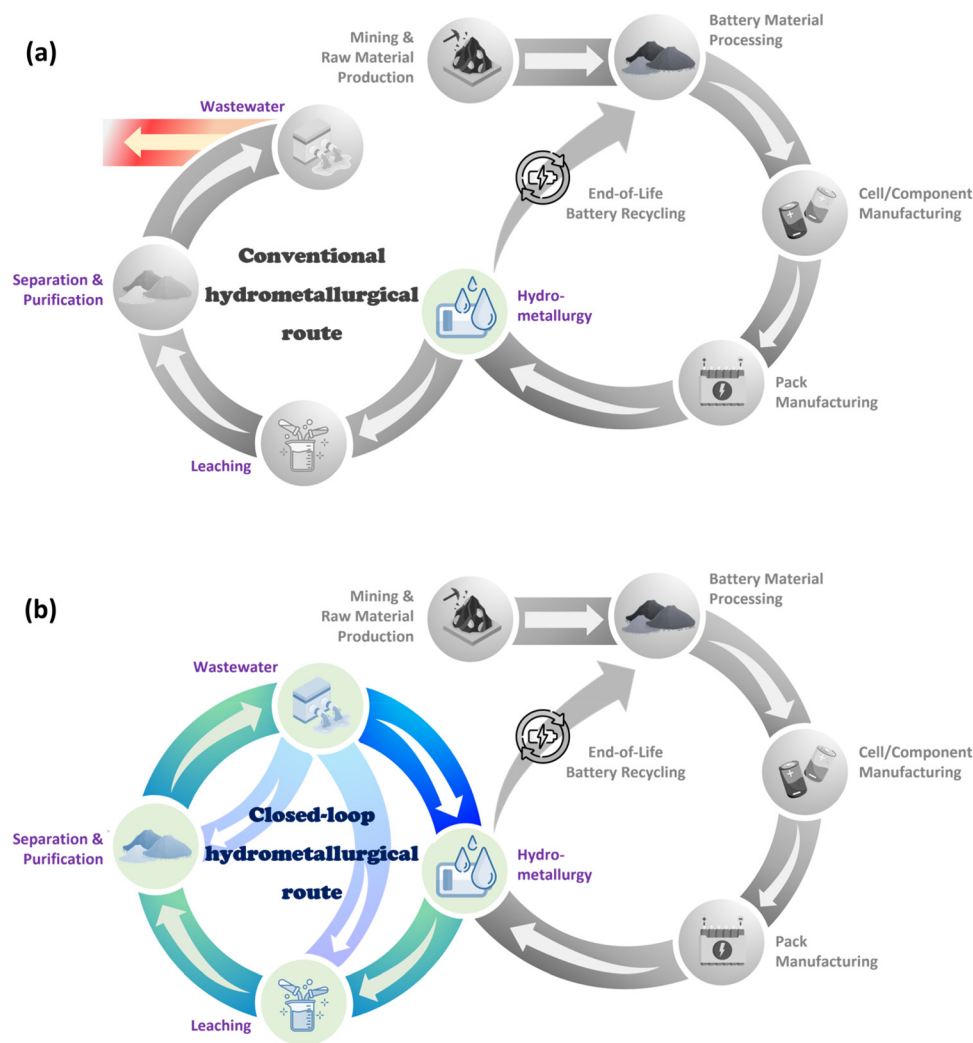 (a)
Mining &
Raw Material
Production
Battery Material
Processing
Wastewater
End-of-Life
Battery Recycling
Cell/Component
Manufacturing
Separation &
Purification
Conventional
hydrometallurgical
route
Hydro-
metallurgy
Pack
Manufacturing
Leaching
(b)
Mining &
Raw Material
Production
Battery Material
Processing
Wastewater
End-of-Life
Battery Recycling
Cell/Component
Manufacturing
Separation &
Purification
Closed-loop
hydrometallurgical
route
Hydro-
metallurgy
Pack
Manufacturing
Leaching